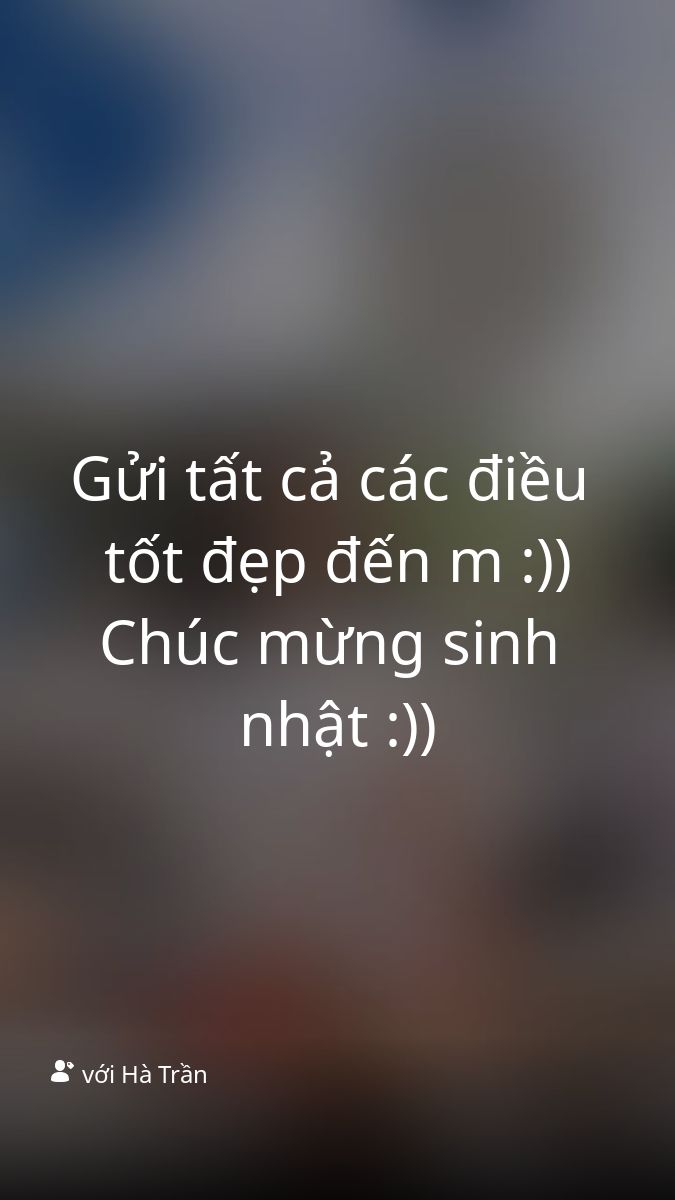 Gửi tất cả các điều
tốt đẹp đến m :))
Chúc mừng sinh
nhật :))
với Hà Trần